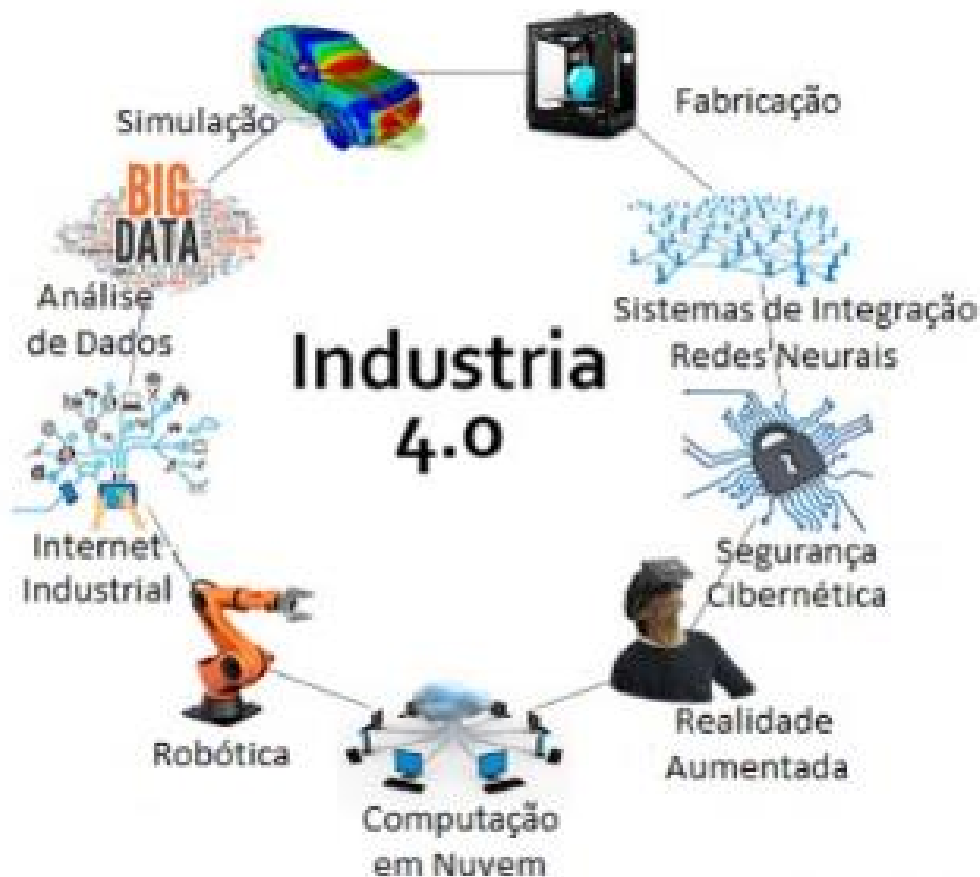 Simulação
Fabricação
BIG
DATA
Análise
de Dados
Sistemas de Integração
Redes Neurais
Industria
4.0
Internet
Industrial
Segurança
Cibernética
Robótica
Realidade
Aumentada
Computação
em Nuvem